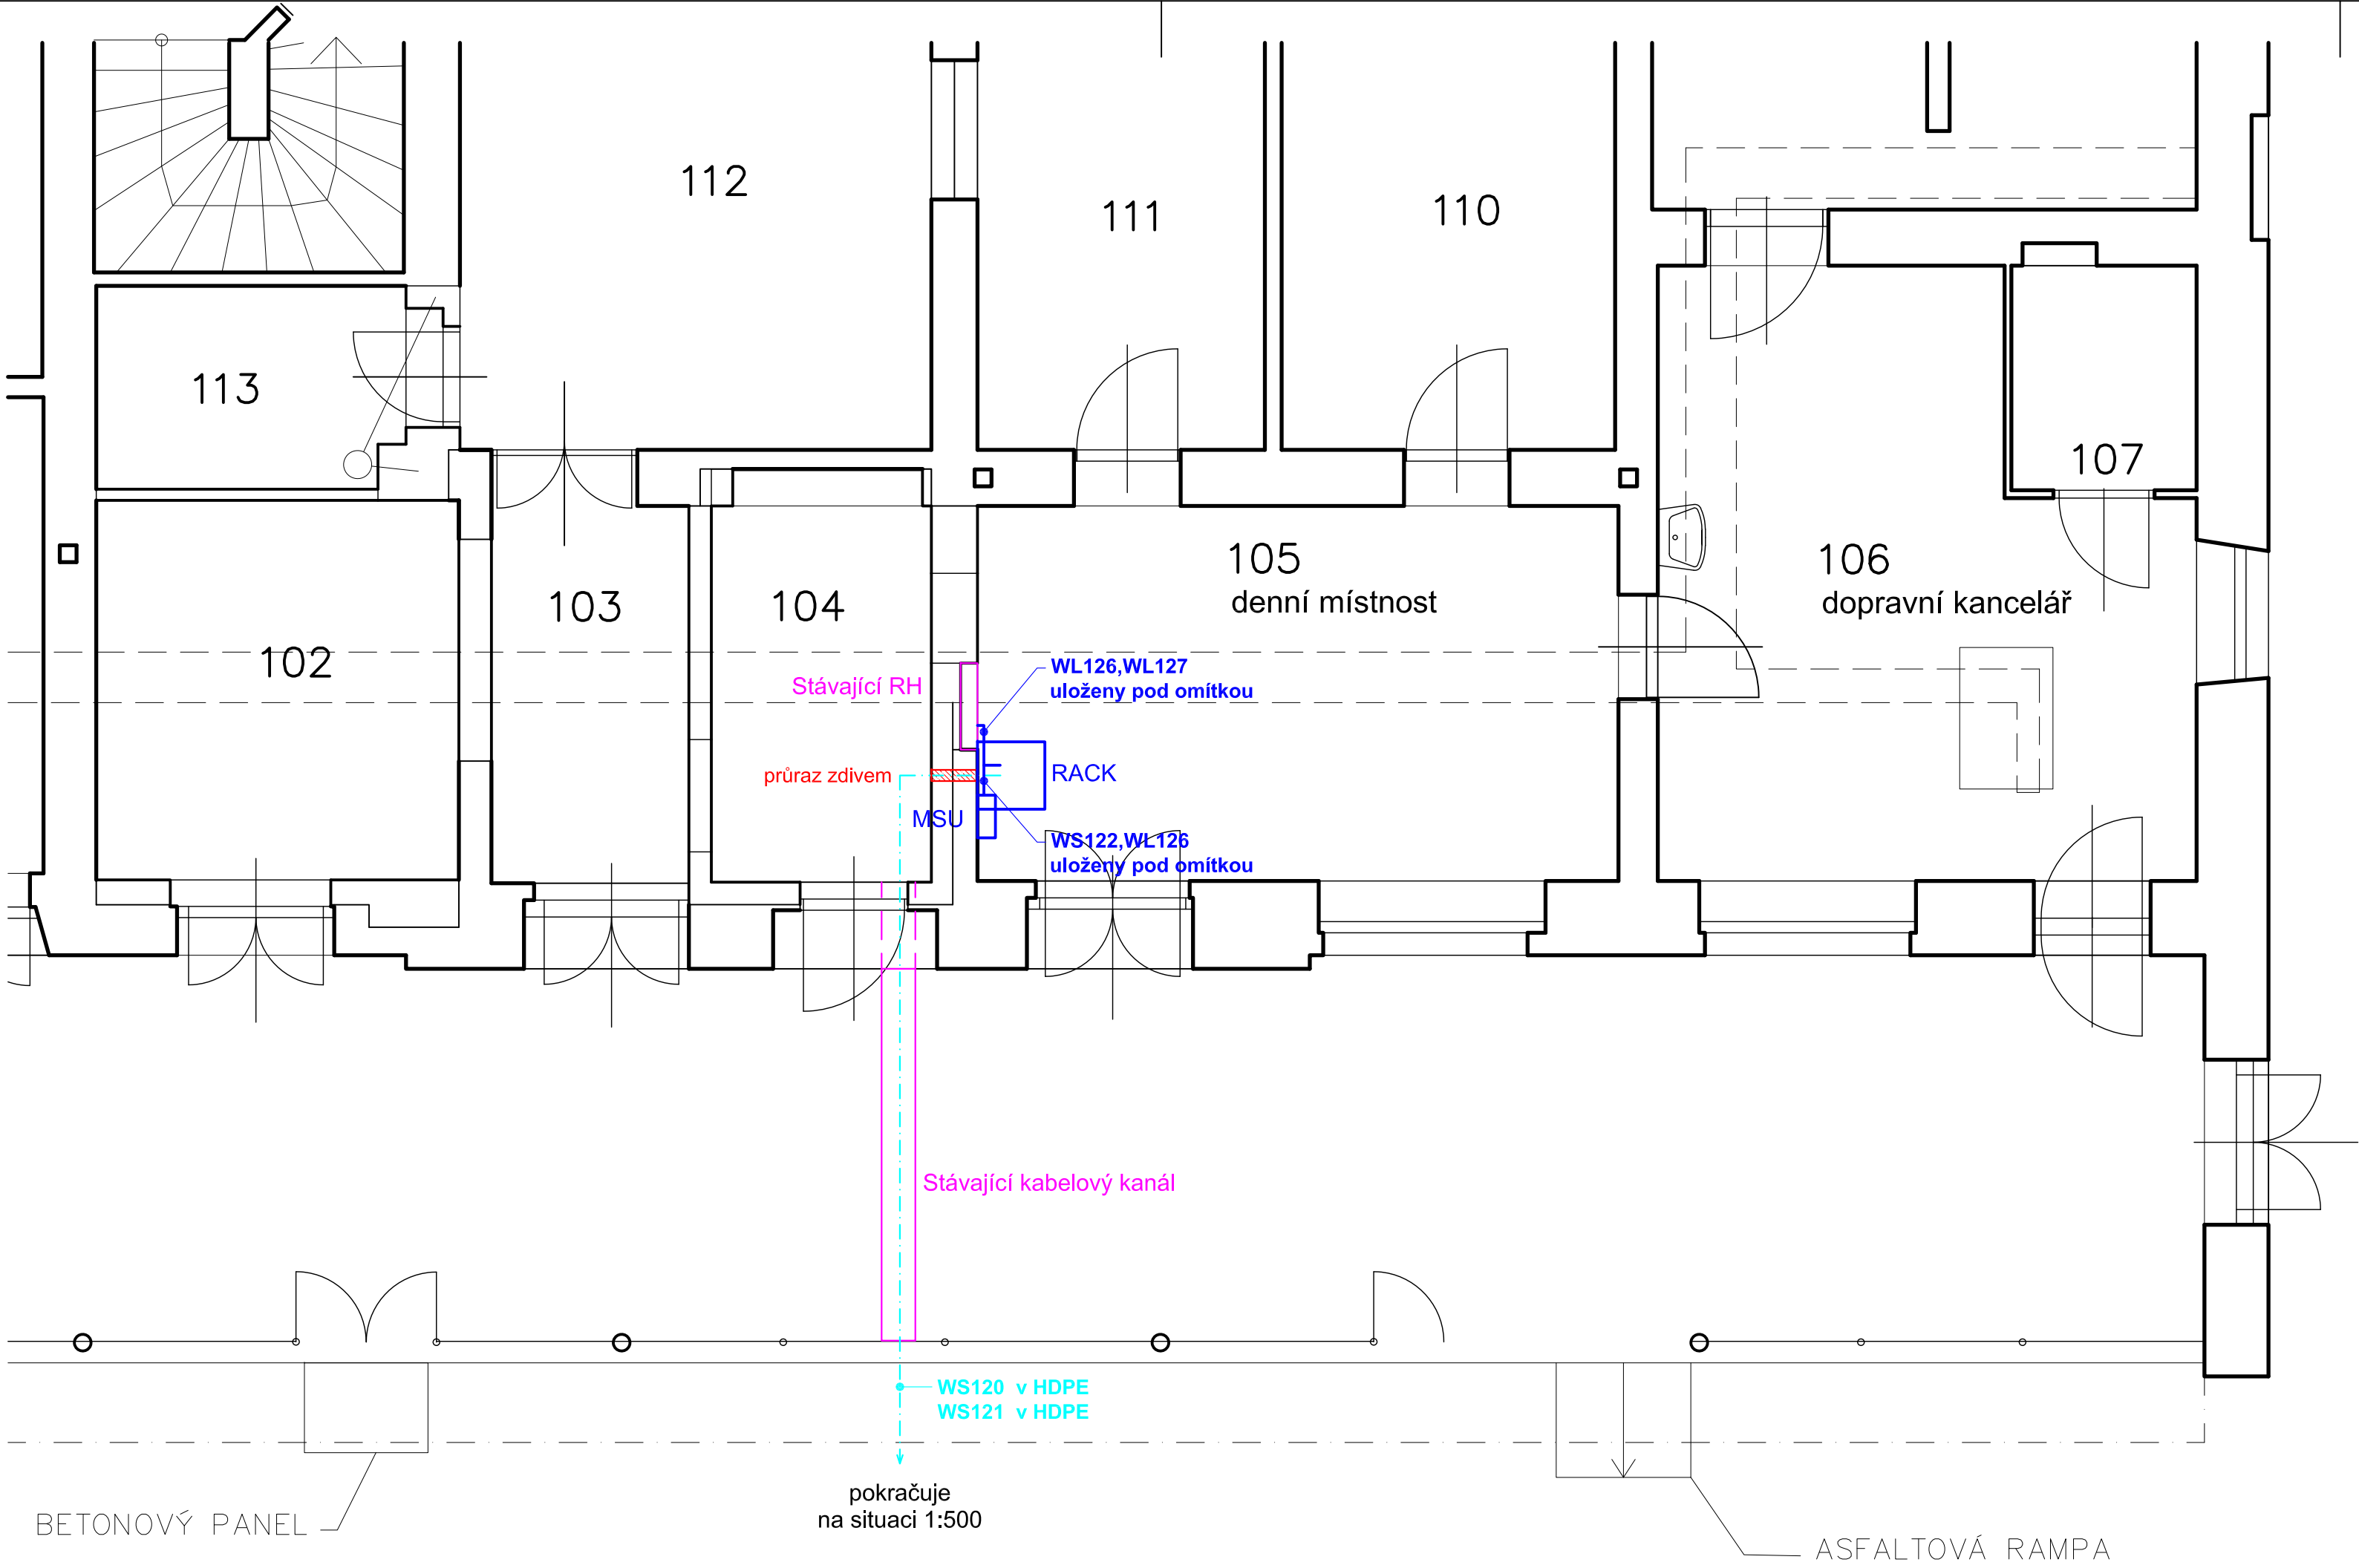 112
111
110
113
107
105
denní místnost
106
dopravní kancelář
103
104
102
WL126,WL127
uloženy pod omítkou
Stávající RH
průraz zdivem
RACK
MSU
WS122,WL126
uloženy pod omítkou
Stávající kabelový kanál
WS120 v HDPE
WS121 v HDPE
pokračuje
na situaci 1:500
BETONOVÝ PANEL
ASFALTOVÁ RAMPA